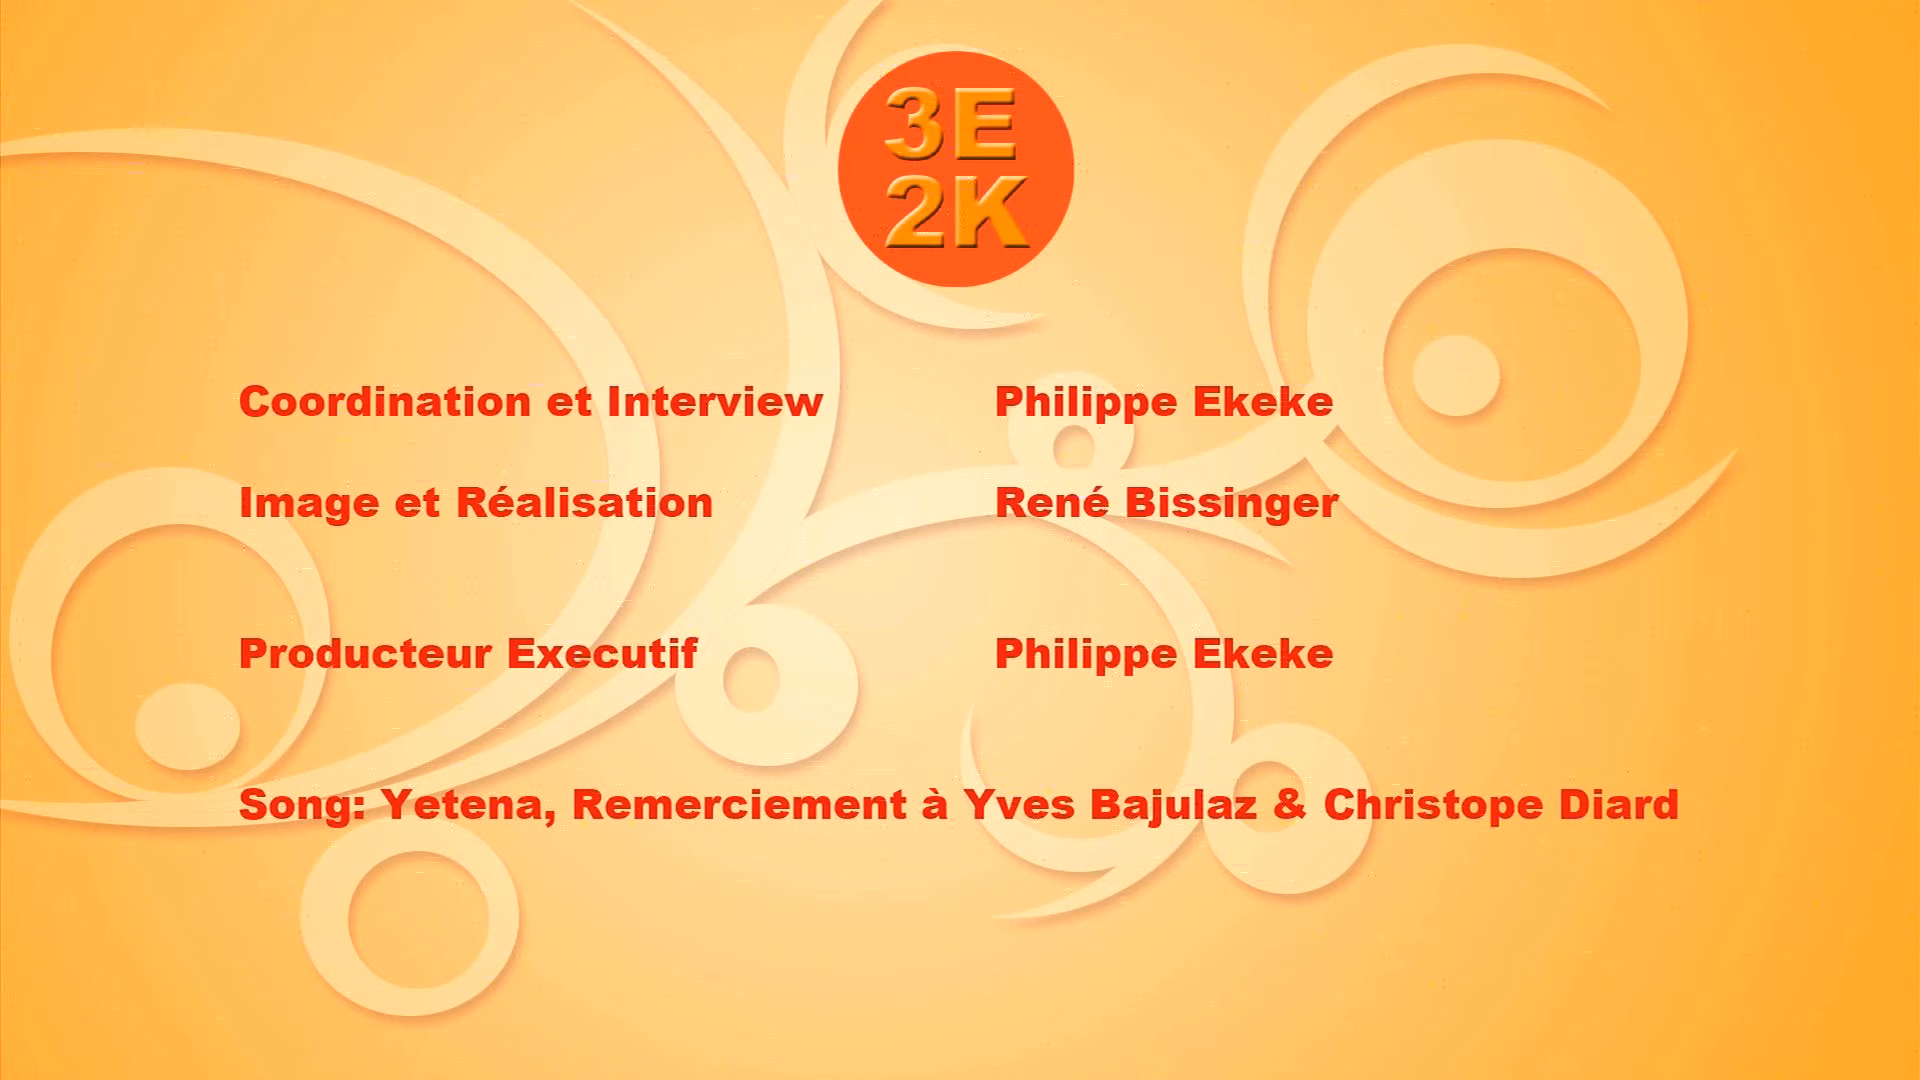 3E
2K
Coordination et Interview Philippe Ekeke
Image et Réalisation René Bissinger
Producteur Executif Philippe Ekeke
Song: Yetena, Remerciement à Yves Bajulaz & Christope Diard